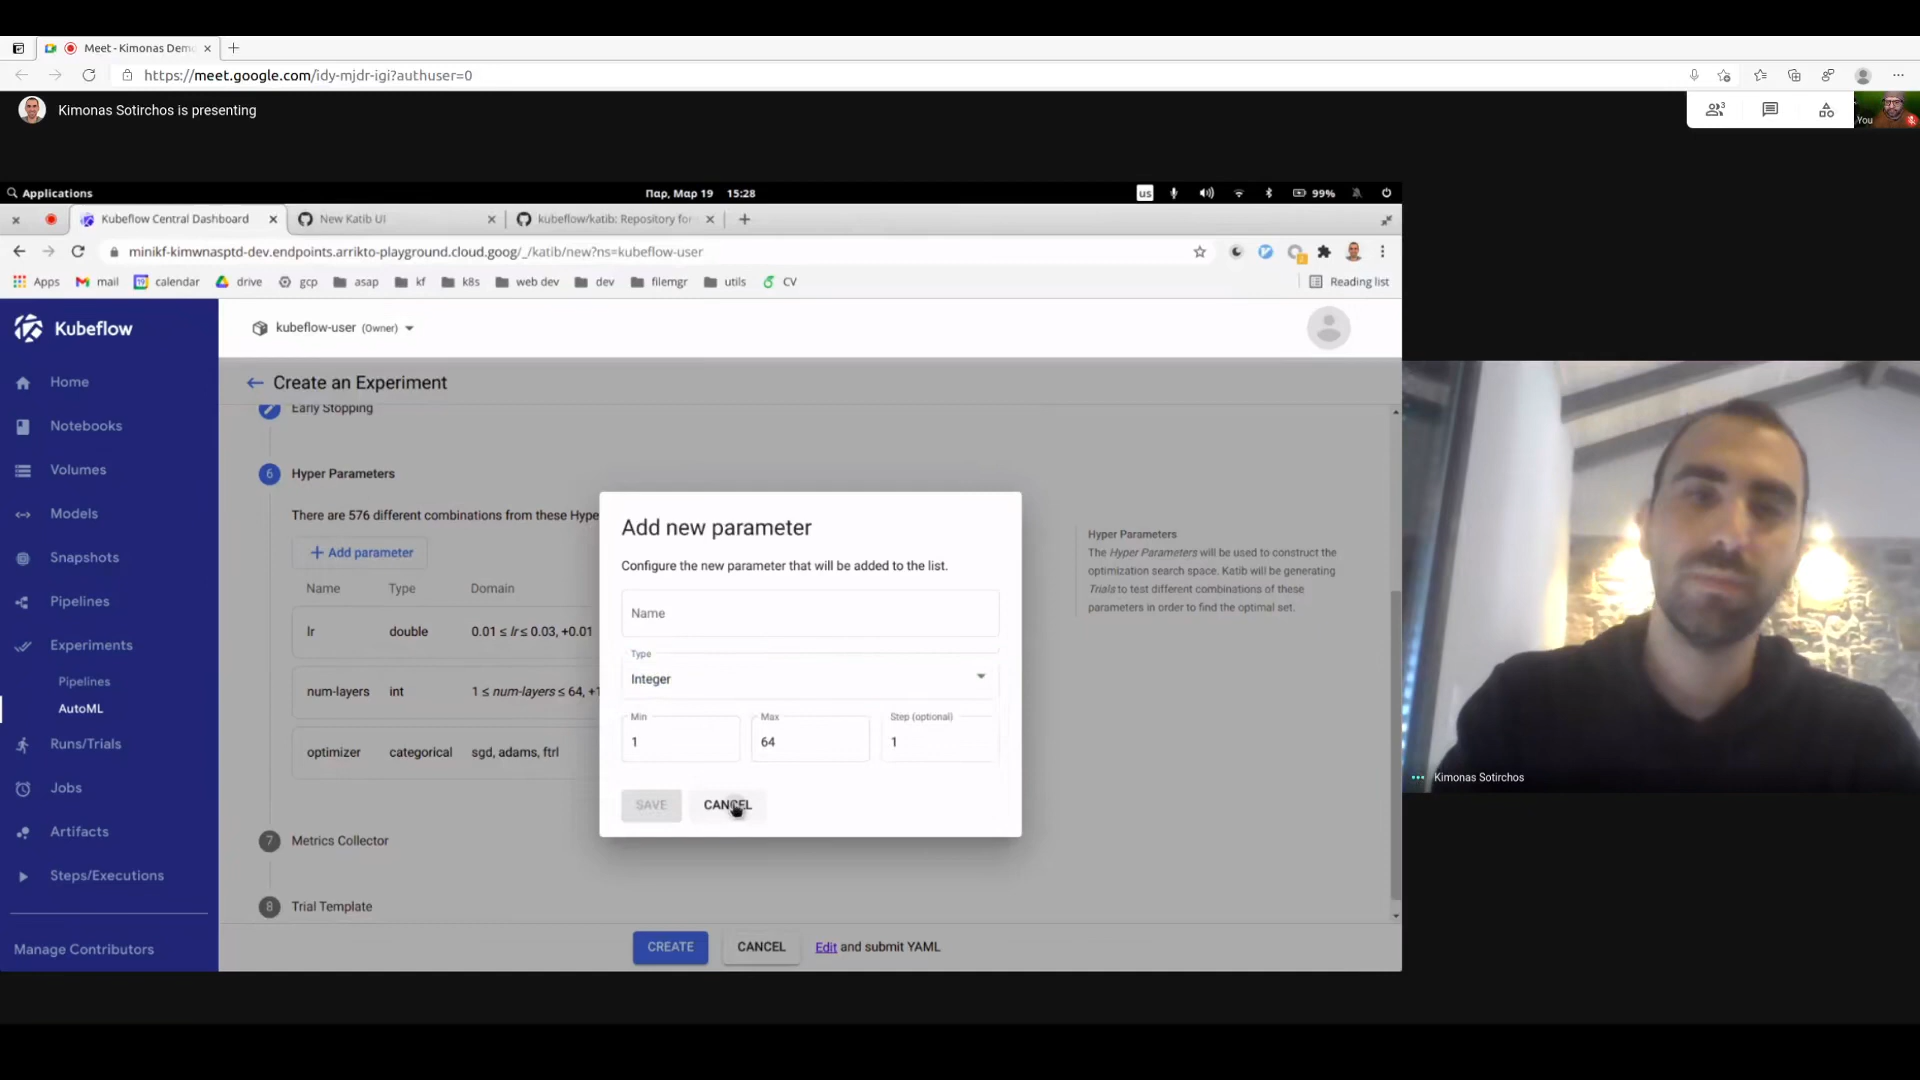 Meet - Kimonas Dem
https://meet.google.com/idy-mjdr-igi?authuser=0
Kimonas Sotirchos is presenting
3
You
Applications
Παρ, Μαρ 19 15:28
us
99%
Kubeflow Central Dashboard
New Katib UI
kubeflow/katib: Repository for
minikf-kimwnasptd-dev.endpoints.arrikto-playground.cloud.goog/_/katib/new?ns=kubeflow-user
Apps
mail
calendar
drive
gcp
asap
kf
k8s
web dev
dev
filemgr
utils
CV
Reading list
Kubeflow
kubeflow-user (Owner)
Home
Notebooks
Volumes
Models
Snapshots
Pipelines
Experiments
Pipelines
AutoML
Runs/Trials
Jobs
Artifacts
Steps/Executions
Manage Contributors
Create an Experiment
Early Stopping
6 Hyper Parameters
There are 576 different combinations from these Hype
+ Add parameter
Name Type Domain
lr double 0.01 ≤ lr ≤ 0.03, +0.01
num-layers int 1 ≤ num-layers ≤ 64, +1
optimizer categorical sgd, adams, ftrl
7 Metrics Collector
8 Trial Template
Add new parameter
Configure the new parameter that will be added to the list.
Name
Type
Integer
Min Max Step (optional)
1 64 1
SAVE CANCEL
Hyper Parameters
The Hyper Parameters will be used to construct the
optimization search space. Katib will be generating
Trials to test different combinations of these
parameters in order to find the optimal set.
CREATE CANCEL Edit and submit YAML
Kimonas Sotirchos